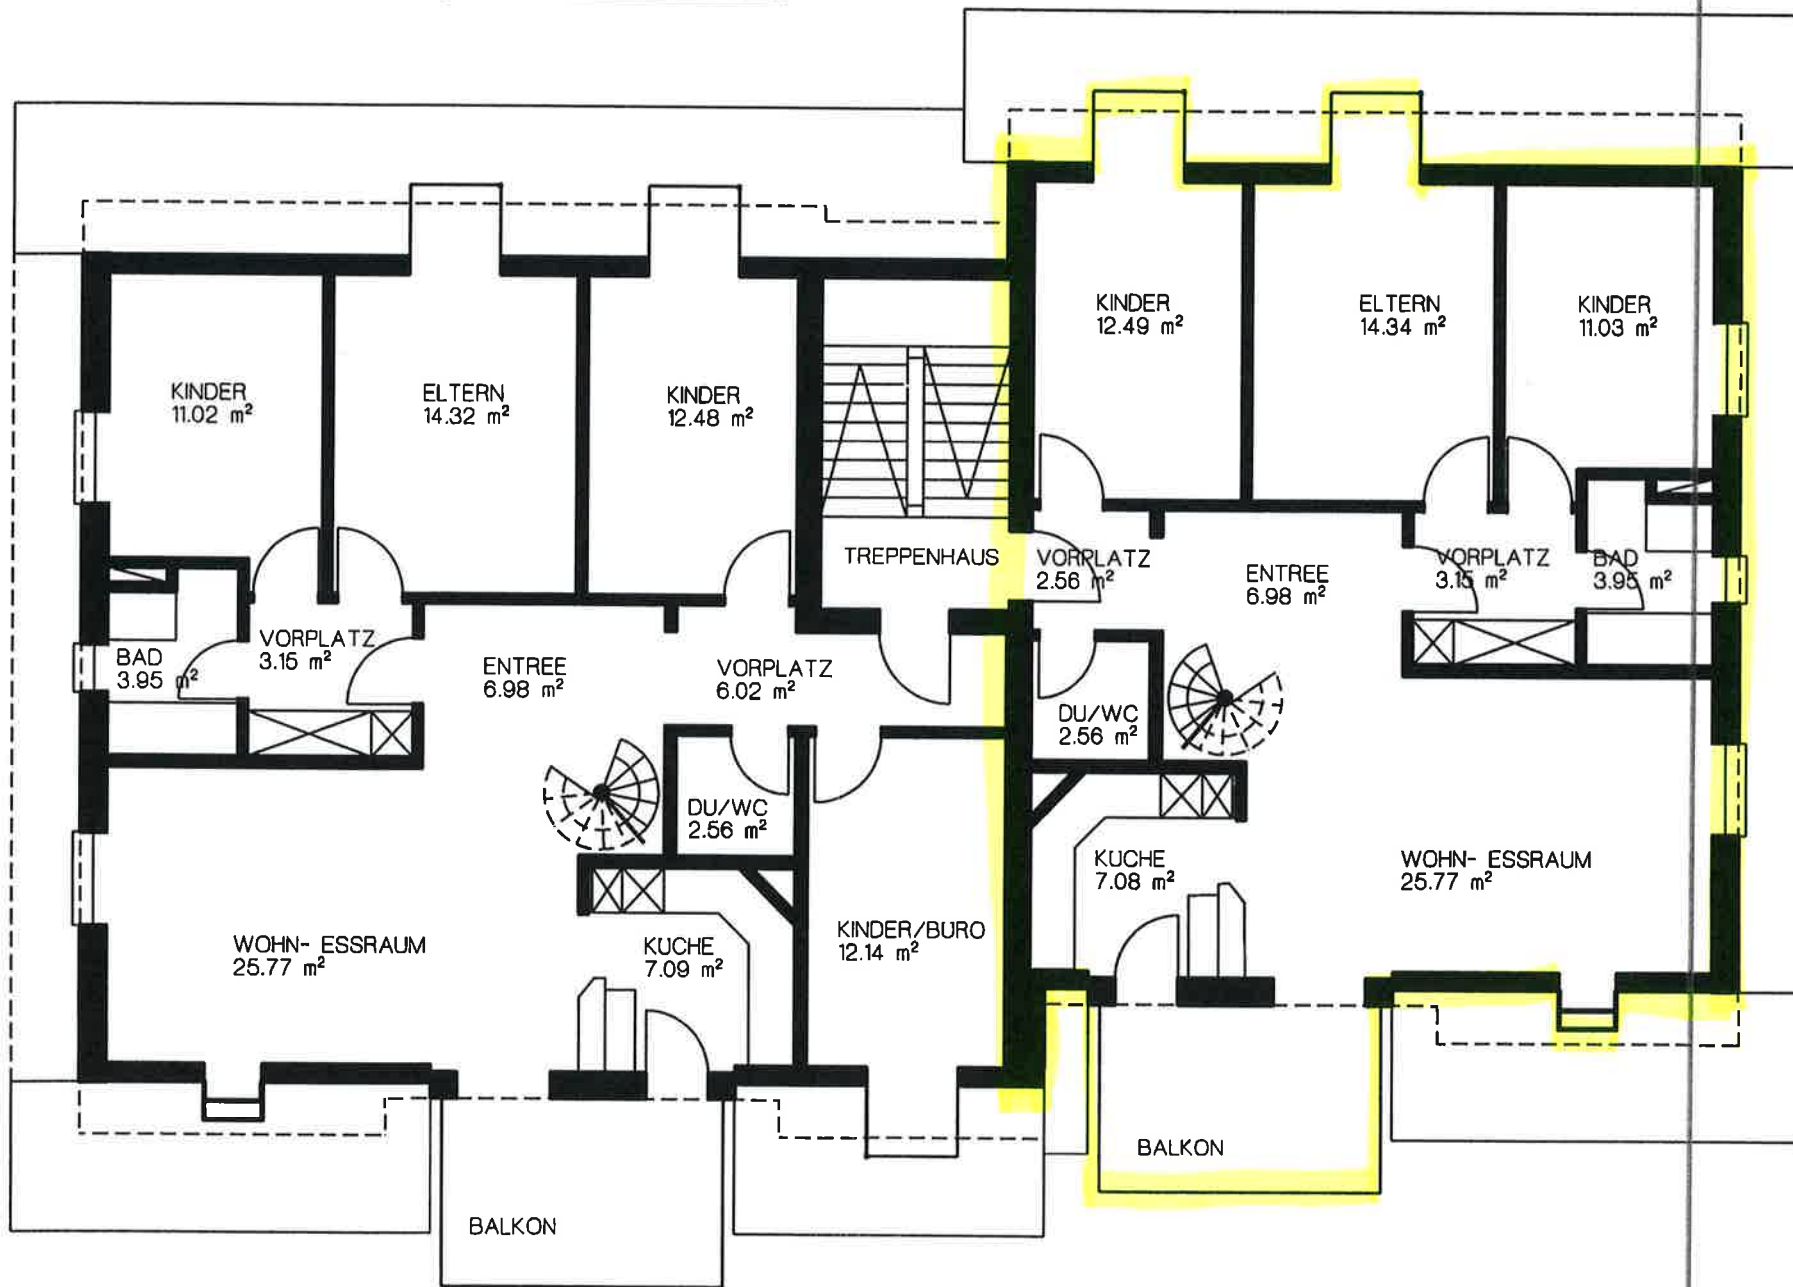 KINDER
11.02 m²
ELTERN
14.32 m²
KINDER
12.48 m²
TREPPENHAUS
BAD
3.95 m²
VORPLATZ
3.15 m²
ENTREE
6.98 m²
VORPLATZ
6.02 m²
DU/WC
2.56 m²
WOHN- ESSRAUM
25.77 m²
KÜCHE
7.09 m²
KINDER/BÜRO
12.14 m²
BALKON
KINDER
12.49 m²
ELTERN
14.34 m²
KINDER
11.03 m²
VORPLATZ
2.56 m²
ENTREE
6.98 m²
VORPLATZ
3.15 m²
BAD
3.95 m²
DU/WC
2.56 m²
KÜCHE
7.08 m²
WOHN- ESSRAUM
25.77 m²
BALKON